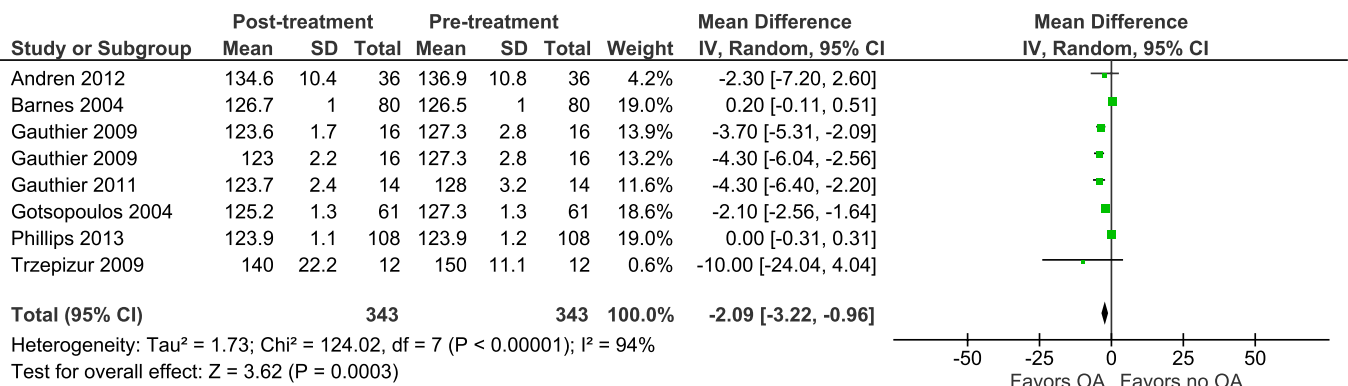 Post-treatment Pre-treatment Mean Difference Mean Difference
Study or Subgroup Mean SD Total Mean SD Total Weight IV, Random, 95% CI IV, Random, 95% CI
Andren 2012 134.6 10.4 36 136.9 10.8 36 4.2% -2.30 [-7.20, 2.60]
Barnes 2004 126.7 1 80 126.5 1 80 19.0% 0.20 [-0.11, 0.51]
Gauthier 2009 123.6 1.7 16 127.3 2.8 16 13.9% -3.70 [-5.31, -2.09]
Gauthier 2009 123 2.2 16 127.3 2.8 16 13.2% -4.30 [-6.04, -2.56]
Gauthier 2011 123.7 2.4 14 128 3.2 14 11.6% -4.30 [-6.40, -2.20]
Gotsopoulos 2004 125.2 1.3 61 127.3 1.3 61 18.6% -2.10 [-2.56, -1.64]
Phillips 2013 123.9 1.1 108 123.9 1.2 108 19.0% 0.00 [-0.31, 0.31]
Trzepizur 2009 140 22.2 12 150 11.1 12 0.6% -10.00 [-24.04, 4.04]
Total (95% CI) 343 343 100.0% -2.09 [-3.22, -0.96]
Heterogeneity: Tau² = 1.73; Chi² = 124.02, df = 7 (P < 0.00001); I² = 94%
Test for overall effect: Z = 3.62 (P = 0.0003)
-50 -25 0 25 50
Favors OA Favors no OA